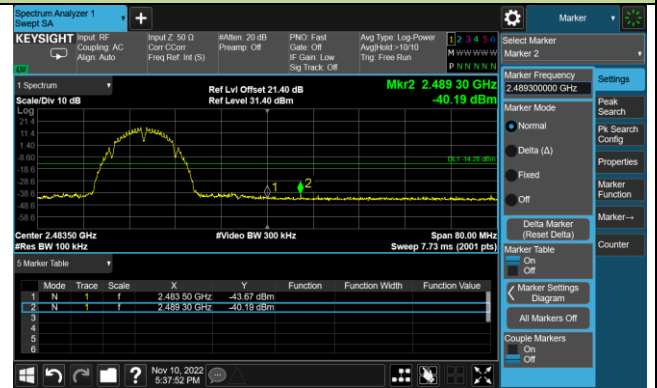 Spectrum Analyzer 1
Swept SA
Marker
KEYSIGHT
Input: RF
Coupling: AC
Align: Auto
Input Z: 50 Ω
Corr CCorr
Freq Ref: Int (S)
#Atten: 20 dB
Preamp: Off
PNO: Fast
Gate: Off
IF Gain: Low
Sig Track: Off
Avg Type: Log-Power
Avg|Hold:>10/10
Trig: Free Run
1 2 3 4 5 6
M W W W W W
P N N N N N
Select Marker
Marker 2
1 Spectrum
Scale/Div 10 dB
Log
Ref Lvl Offset 21.40 dB
Ref Level 31.40 dBm
Mkr2 2.489 30 GHz
-40.19 dBm
21.4
11.4
1.40
-8.60
-18.6
-28.6
-38.6
-48.6
-58.6
DL1 -14.26 dBm
1
2
Center 2.48350 GHz
#Res BW 100 kHz
#Video BW 300 kHz
Span 80.00 MHz
Sweep 7.73 ms (2001 pts)
5 Marker Table
Mode Trace Scale X Y Function Function Width Function Value
1 N 1 f 2.483 50 GHz -43.67 dBm
2 N 1 f 2.489 30 GHz -40.19 dBm
3
4
5
6
Marker Frequency
2.489300000 GHz
Marker Mode
Normal
Delta (Δ)
Fixed
Off
Delta Marker
(Reset Delta)
Marker Table
On
Off
Marker Settings
Diagram
All Markers Off
Couple Markers
On
Off
Settings
Peak
Search
Pk Search
Config
Properties
Marker
Function
Marker→
Counter
Nov 10, 2022
5:37:52 PM